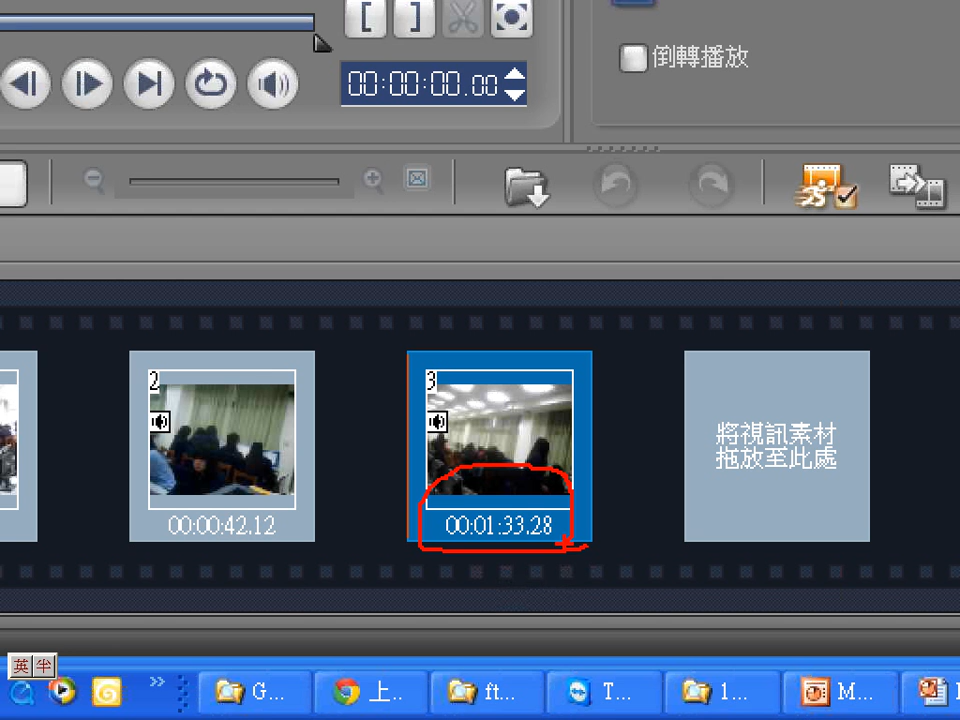 [ ]
00:00:00.00
倒轉播放
2
00:00:42.12
3
00:01:33.28
將視訊素材
拖放至此處
英 半
G...
上..
ft...
T...
1...
M...